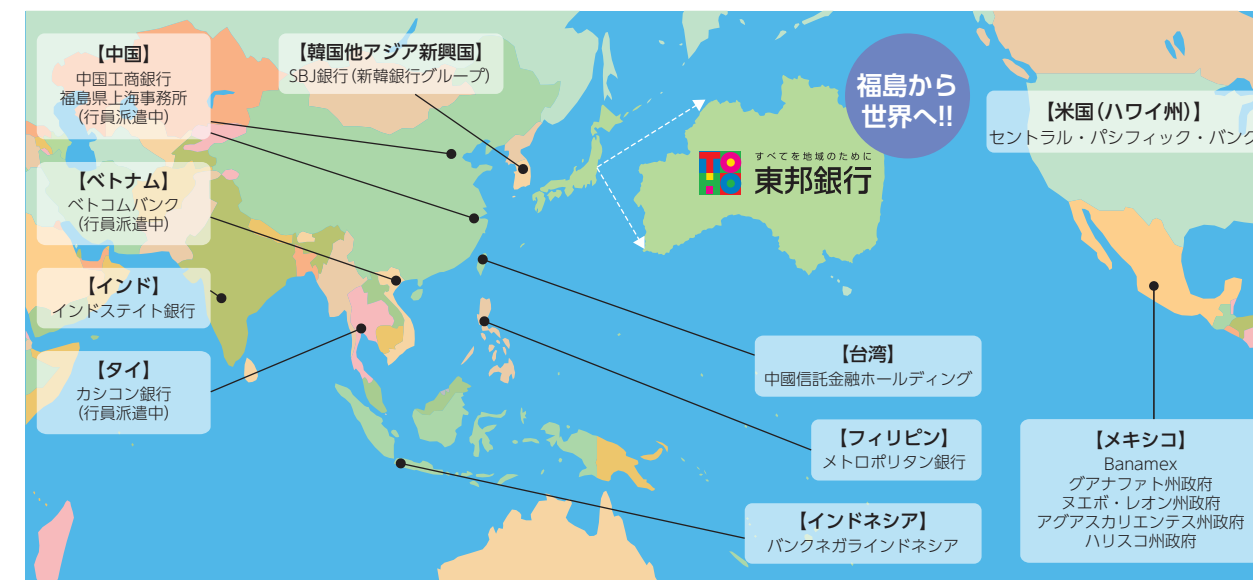 【中国】
中国工商銀行
福島県上海事務所
(行員派遣中)
【韓国他アジア新興国】
SBJ銀行(新韓銀行グループ)
福島から
世界へ!!
【米国(ハワイ州)】
セントラル・パシフィック・バンク
【ベトナム】
ベトコムバンク
(行員派遣中)
TOHO
すべてを地域のために
東邦銀行
【インド】
インドステイト銀行
【タイ】
カシコン銀行
(行員派遣中)
【台湾】
中國信託金融ホールディング
【フィリピン】
メトロポリタン銀行
【インドネシア】
バンクネガラインドネシア
【メキシコ】
Banamex
グアナファト州政府
ヌエボ・レオン州政府
アグアスカリエンテス州政府
ハリスコ州政府